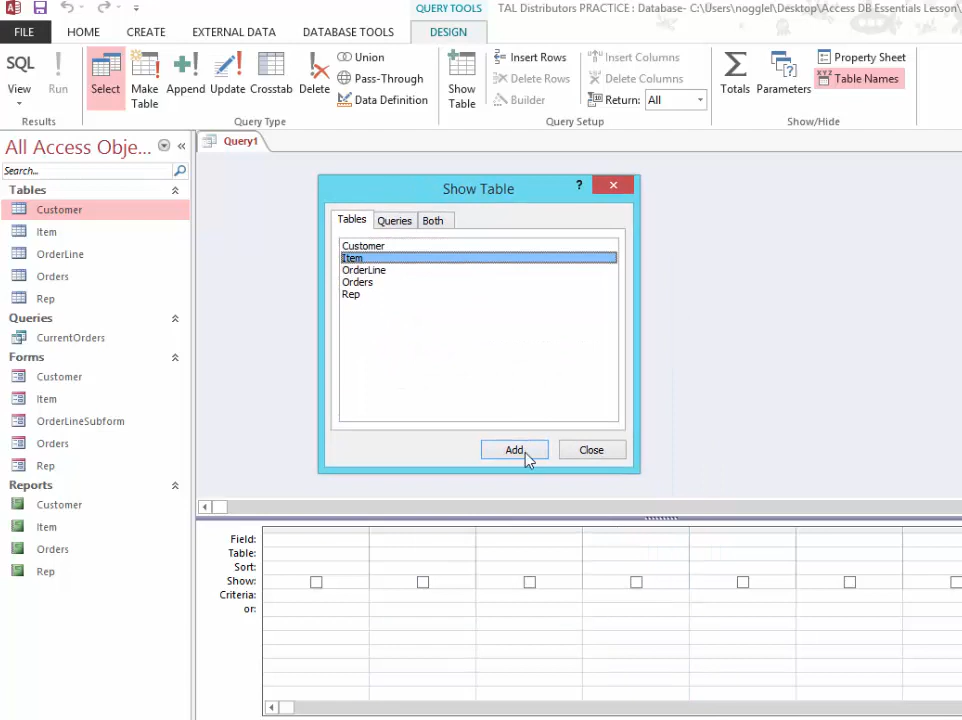 QUERY TOOLS
TAL Distributors PRACTICE : Database- C:\Users\nogglel\Desktop\Access DB Essentials Lesson\
FILE
HOME
CREATE
EXTERNAL DATA
DATABASE TOOLS
DESIGN
SQL
View
Run
Results
Select
Make Table
Append
Update
Crosstab
Delete
Union
Pass-Through
Data Definition
Query Type
Show Table
Insert Rows
Delete Rows
Builder
Insert Columns
Delete Columns
Return: All
Query Setup
Totals
Parameters
Property Sheet
XYZ
Table Names
Show/Hide
All Access Obje...
Search...
Tables
Customer
Item
OrderLine
Orders
Rep
Queries
CurrentOrders
Forms
Customer
Item
OrderLineSubform
Orders
Rep
Reports
Customer
Item
Orders
Rep
Query1
Show Table
?
Tables
Queries
Both
Customer
Item
OrderLine
Orders
Rep
Add
Close
Field:
Table:
Sort:
Show:
Criteria:
or: